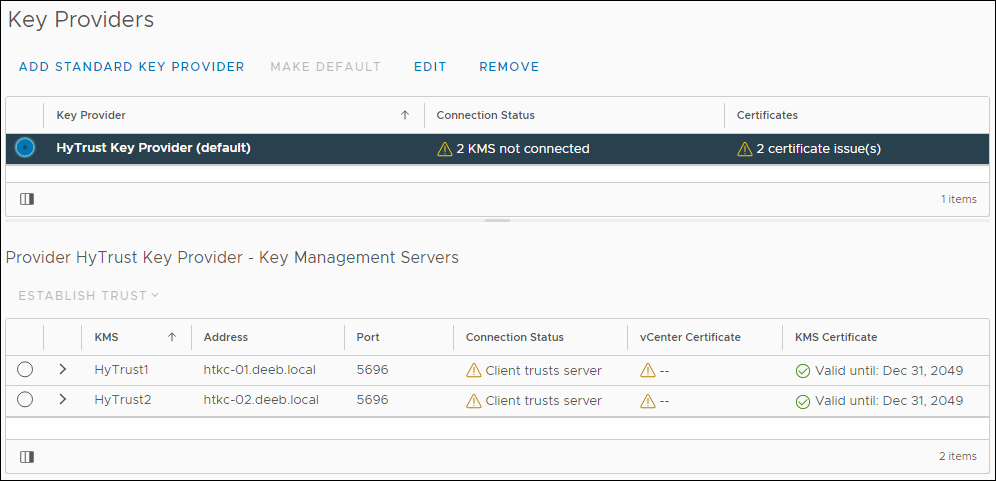 Key Providers
ADD STANDARD KEY PROVIDER MAKE DEFAULT EDIT REMOVE
Key Provider Connection Status Certificates
HyTrust Key Provider (default) 2 KMS not connected 2 certificate issue(s)
1 items
Provider HyTrust Key Provider - Key Management Servers
ESTABLISH TRUST
KMS Address Port Connection Status vCenter Certificate KMS Certificate
HyTrust1 htkc-01.deeb.local 5696 Client trusts server -- Valid until: Dec 31, 2049
HyTrust2 htkc-02.deeb.local 5696 Client trusts server -- Valid until: Dec 31, 2049
2 items